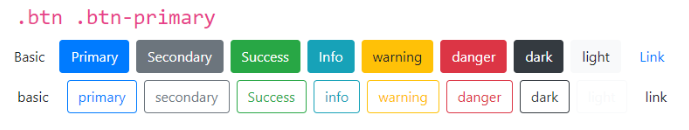 .btn .btn-primary
Basic Primary Secondary Success Info warning danger dark light Link
basic primary secondary Success info warning danger dark light link